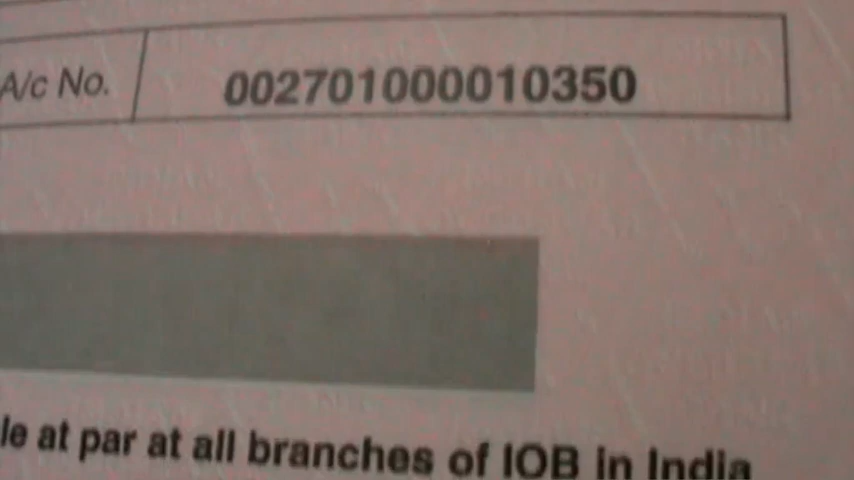 A/c No. 002701000010350
le at par at all branches of IOB in India